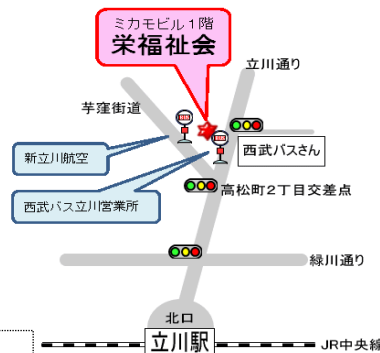 ミカモビル1階
栄福祉会
立川通り
芋窪街道
新立川航空
西武バスさん
西武バス立川営業所
高松町2丁目交差点
緑川通り
北口
立川駅
JR中央線